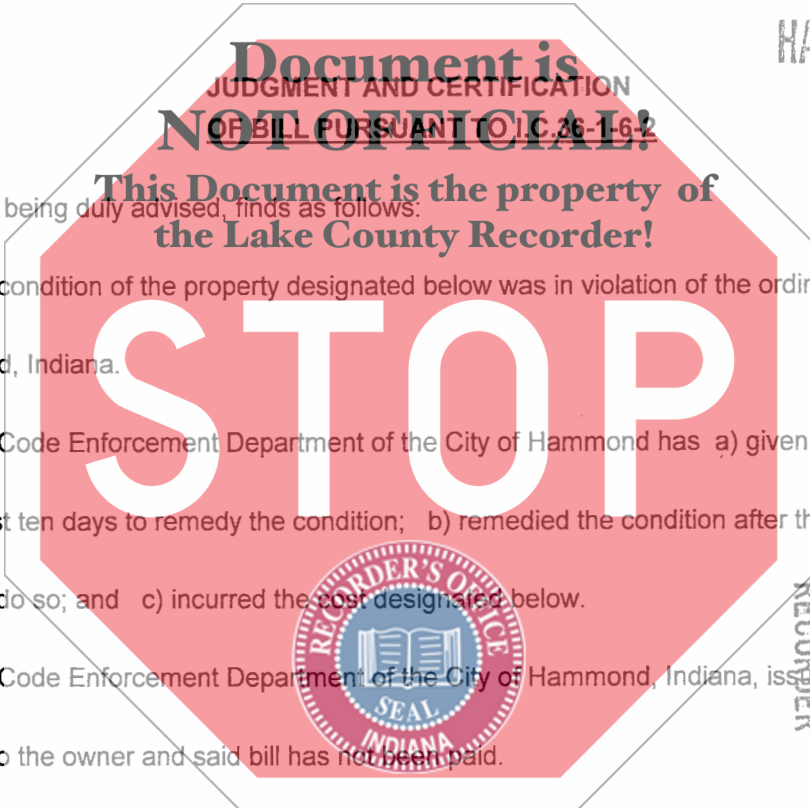 HA
Document is
JUDGMENT AND CERTIFICATION
NOT OFFICIAL!
OF BILL PURSUANT TO I.C.36-1-6-2
This Document is the property of
being duly advised, finds as follows:
the Lake County Recorder!
condition of the property designated below was in violation of the ordin
STOP
d, Indiana.
Code Enforcement Department of the City of Hammond has a) given
t ten days to remedy the condition; b) remedied the condition after th
do so; and c) incurred the cost designated below.
RECORDER'S OFFICE
SEAL
INDIANA
RECORDER
Code Enforcement Department of the City of Hammond, Indiana, iss
o the owner and said bill has not been paid.